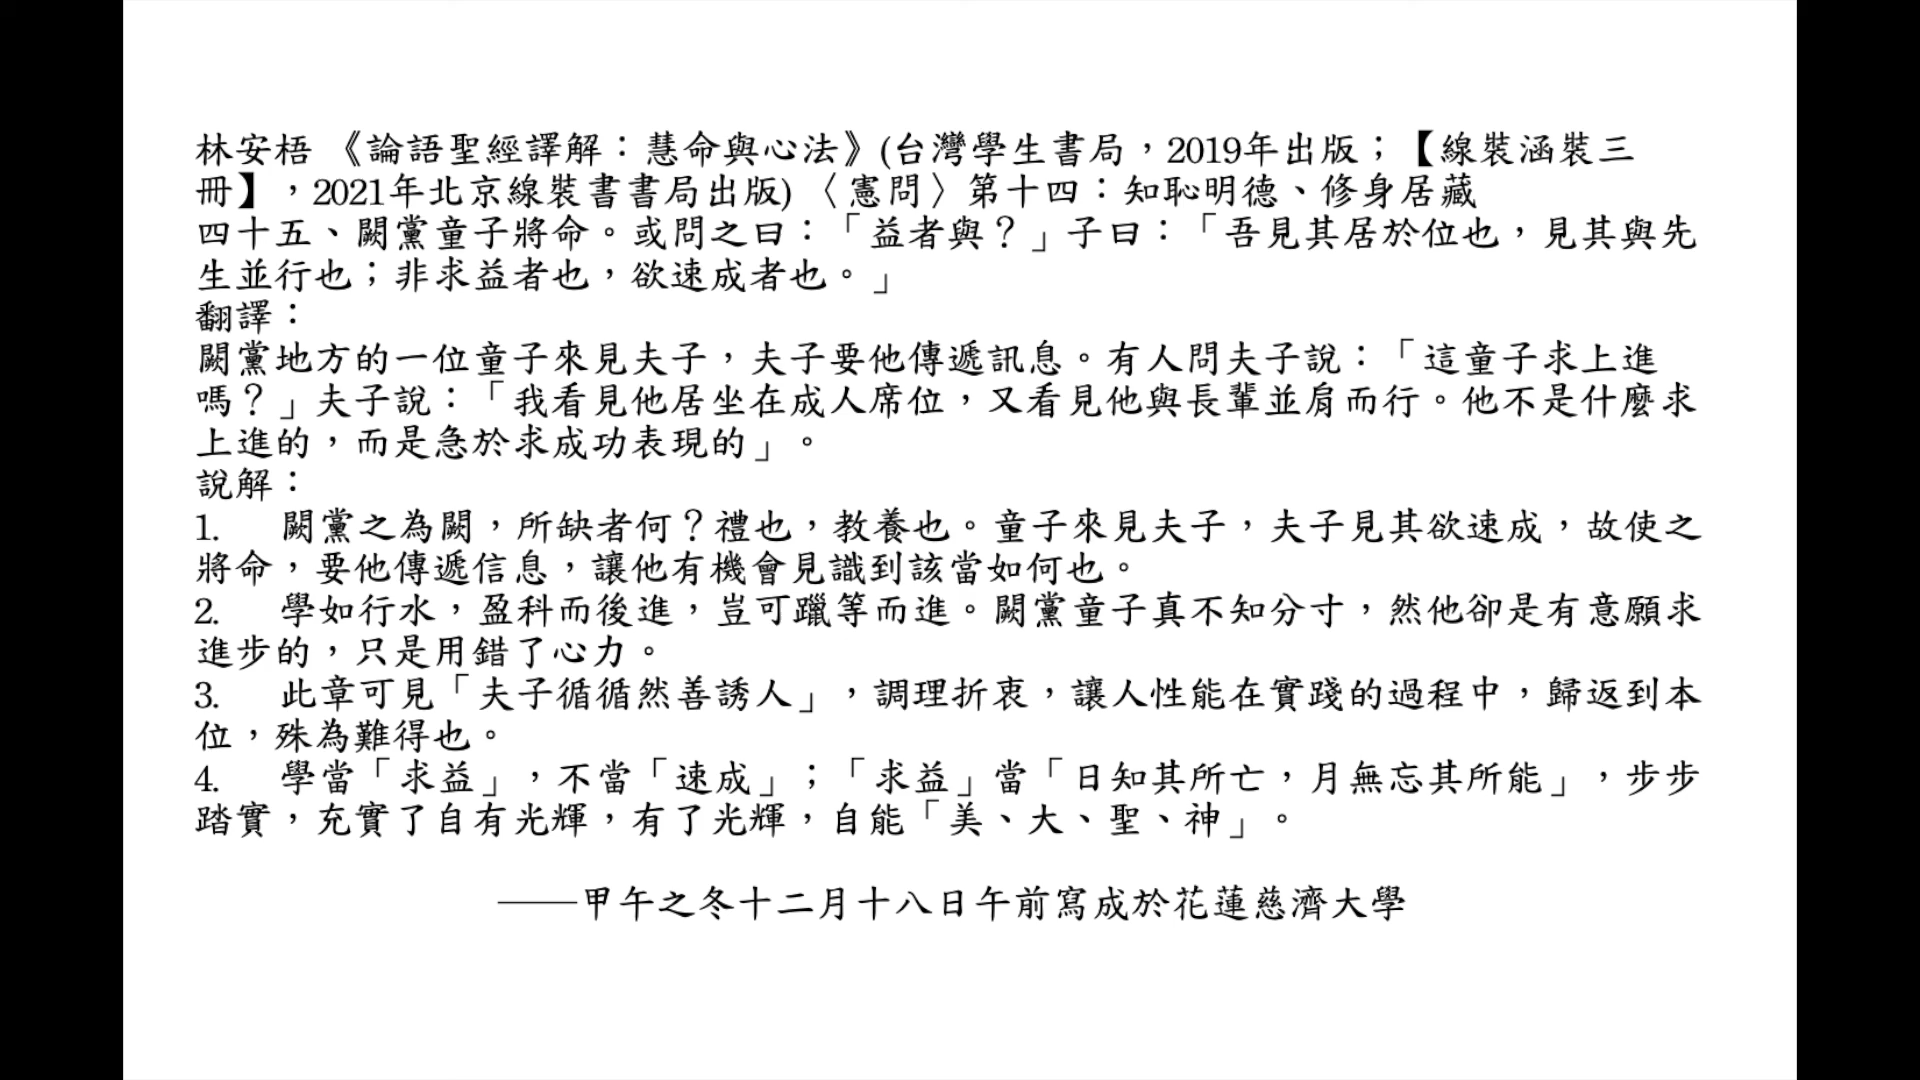 林安梧 《論語聖經譯解：慧命與心法》(台灣學生書局，2019年出版；【線裝涵裝三
冊】，2021年北京線裝書書局出版) 〈憲問〉第十四：知恥明德、修身居藏
四十五、闕黨童子將命。或問之曰：「益者與？」子曰：「吾見其居於位也，見其與先
生並行也；非求益者也，欲速成者也。」
翻譯：
闕黨地方的一位童子來見夫子，夫子要他傳遞訊息。有人問夫子說：「這童子求上進
嗎？」夫子說：「我看見他居坐在成人席位，又看見他與長輩並肩而行。他不是什麼求
上進的，而是急於求成功表現的」。
說解：
1. 闕黨之為闕，所缺者何？禮也，教養也。童子來見夫子，夫子見其欲速成，故使之
將命，要他傳遞信息，讓他有機會見識到該當如何也。
2. 學如行水，盈科而後進，豈可躐等而進。闕黨童子真不知分寸，然他卻是有意願求
進步的，只是用錯了心力。
3. 此章可見「夫子循循然善誘人」，調理折衷，讓人性能在實踐的過程中，歸返到本
位，殊為難得也。
4. 學當「求益」，不當「速成」；「求益」當「日知其所亡，月無忘其所能」，步步
踏實，充實了自有光輝，有了光輝，自能「美、大、聖、神」。
——甲午之冬十二月十八日午前寫成於花蓮慈濟大學